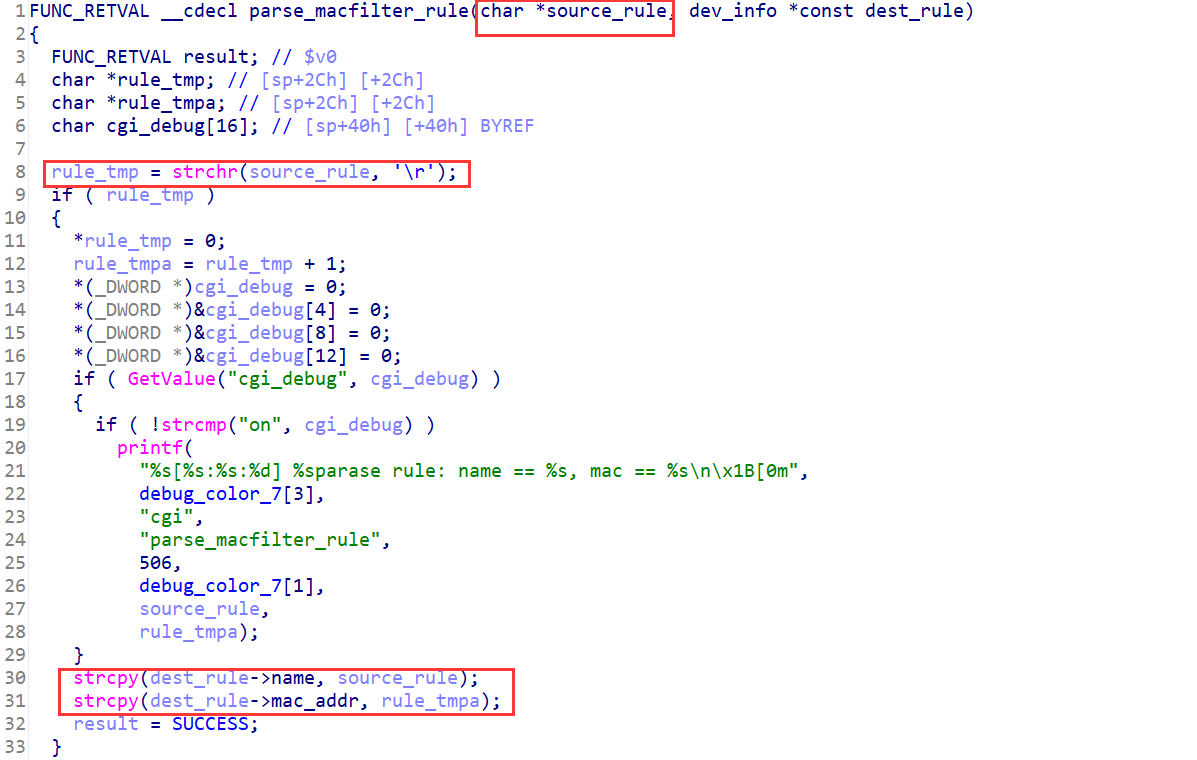 1 FUNC_RETVAL __cdecl parse_macfilter_rule(char *source_rule, dev_info *const dest_rule)
2 {
3   FUNC_RETVAL result; // $v0
4   char *rule_tmp; // [sp+2Ch] [+2Ch]
5   char *rule_tmpa; // [sp+2Ch] [+2Ch]
6   char cgi_debug[16]; // [sp+40h] [+40h] BYREF
7
8   rule_tmp = strchr(source_rule, '\r');
9   if ( rule_tmp )
10   {
11     *rule_tmp = 0;
12     rule_tmpa = rule_tmp + 1;
13     *(_DWORD *)cgi_debug = 0;
14     *(_DWORD *)&cgi_debug[4] = 0;
15     *(_DWORD *)&cgi_debug[8] = 0;
16     *(_DWORD *)&cgi_debug[12] = 0;
17     if ( GetValue("cgi_debug", cgi_debug) )
18     {
19       if ( !strcmp("on", cgi_debug) )
20         printf(
21           "%s[%s:%s:%d] %sparase rule: name == %s, mac == %s\n\x1B[0m",
22           debug_color_7[3],
23           "cgi",
24           "parse_macfilter_rule",
25           506,
26           debug_color_7[1],
27           source_rule,
28           rule_tmpa);
29     }
30     strcpy(dest_rule->name, source_rule);
31     strcpy(dest_rule->mac_addr, rule_tmpa);
32     result = SUCCESS;
33   }